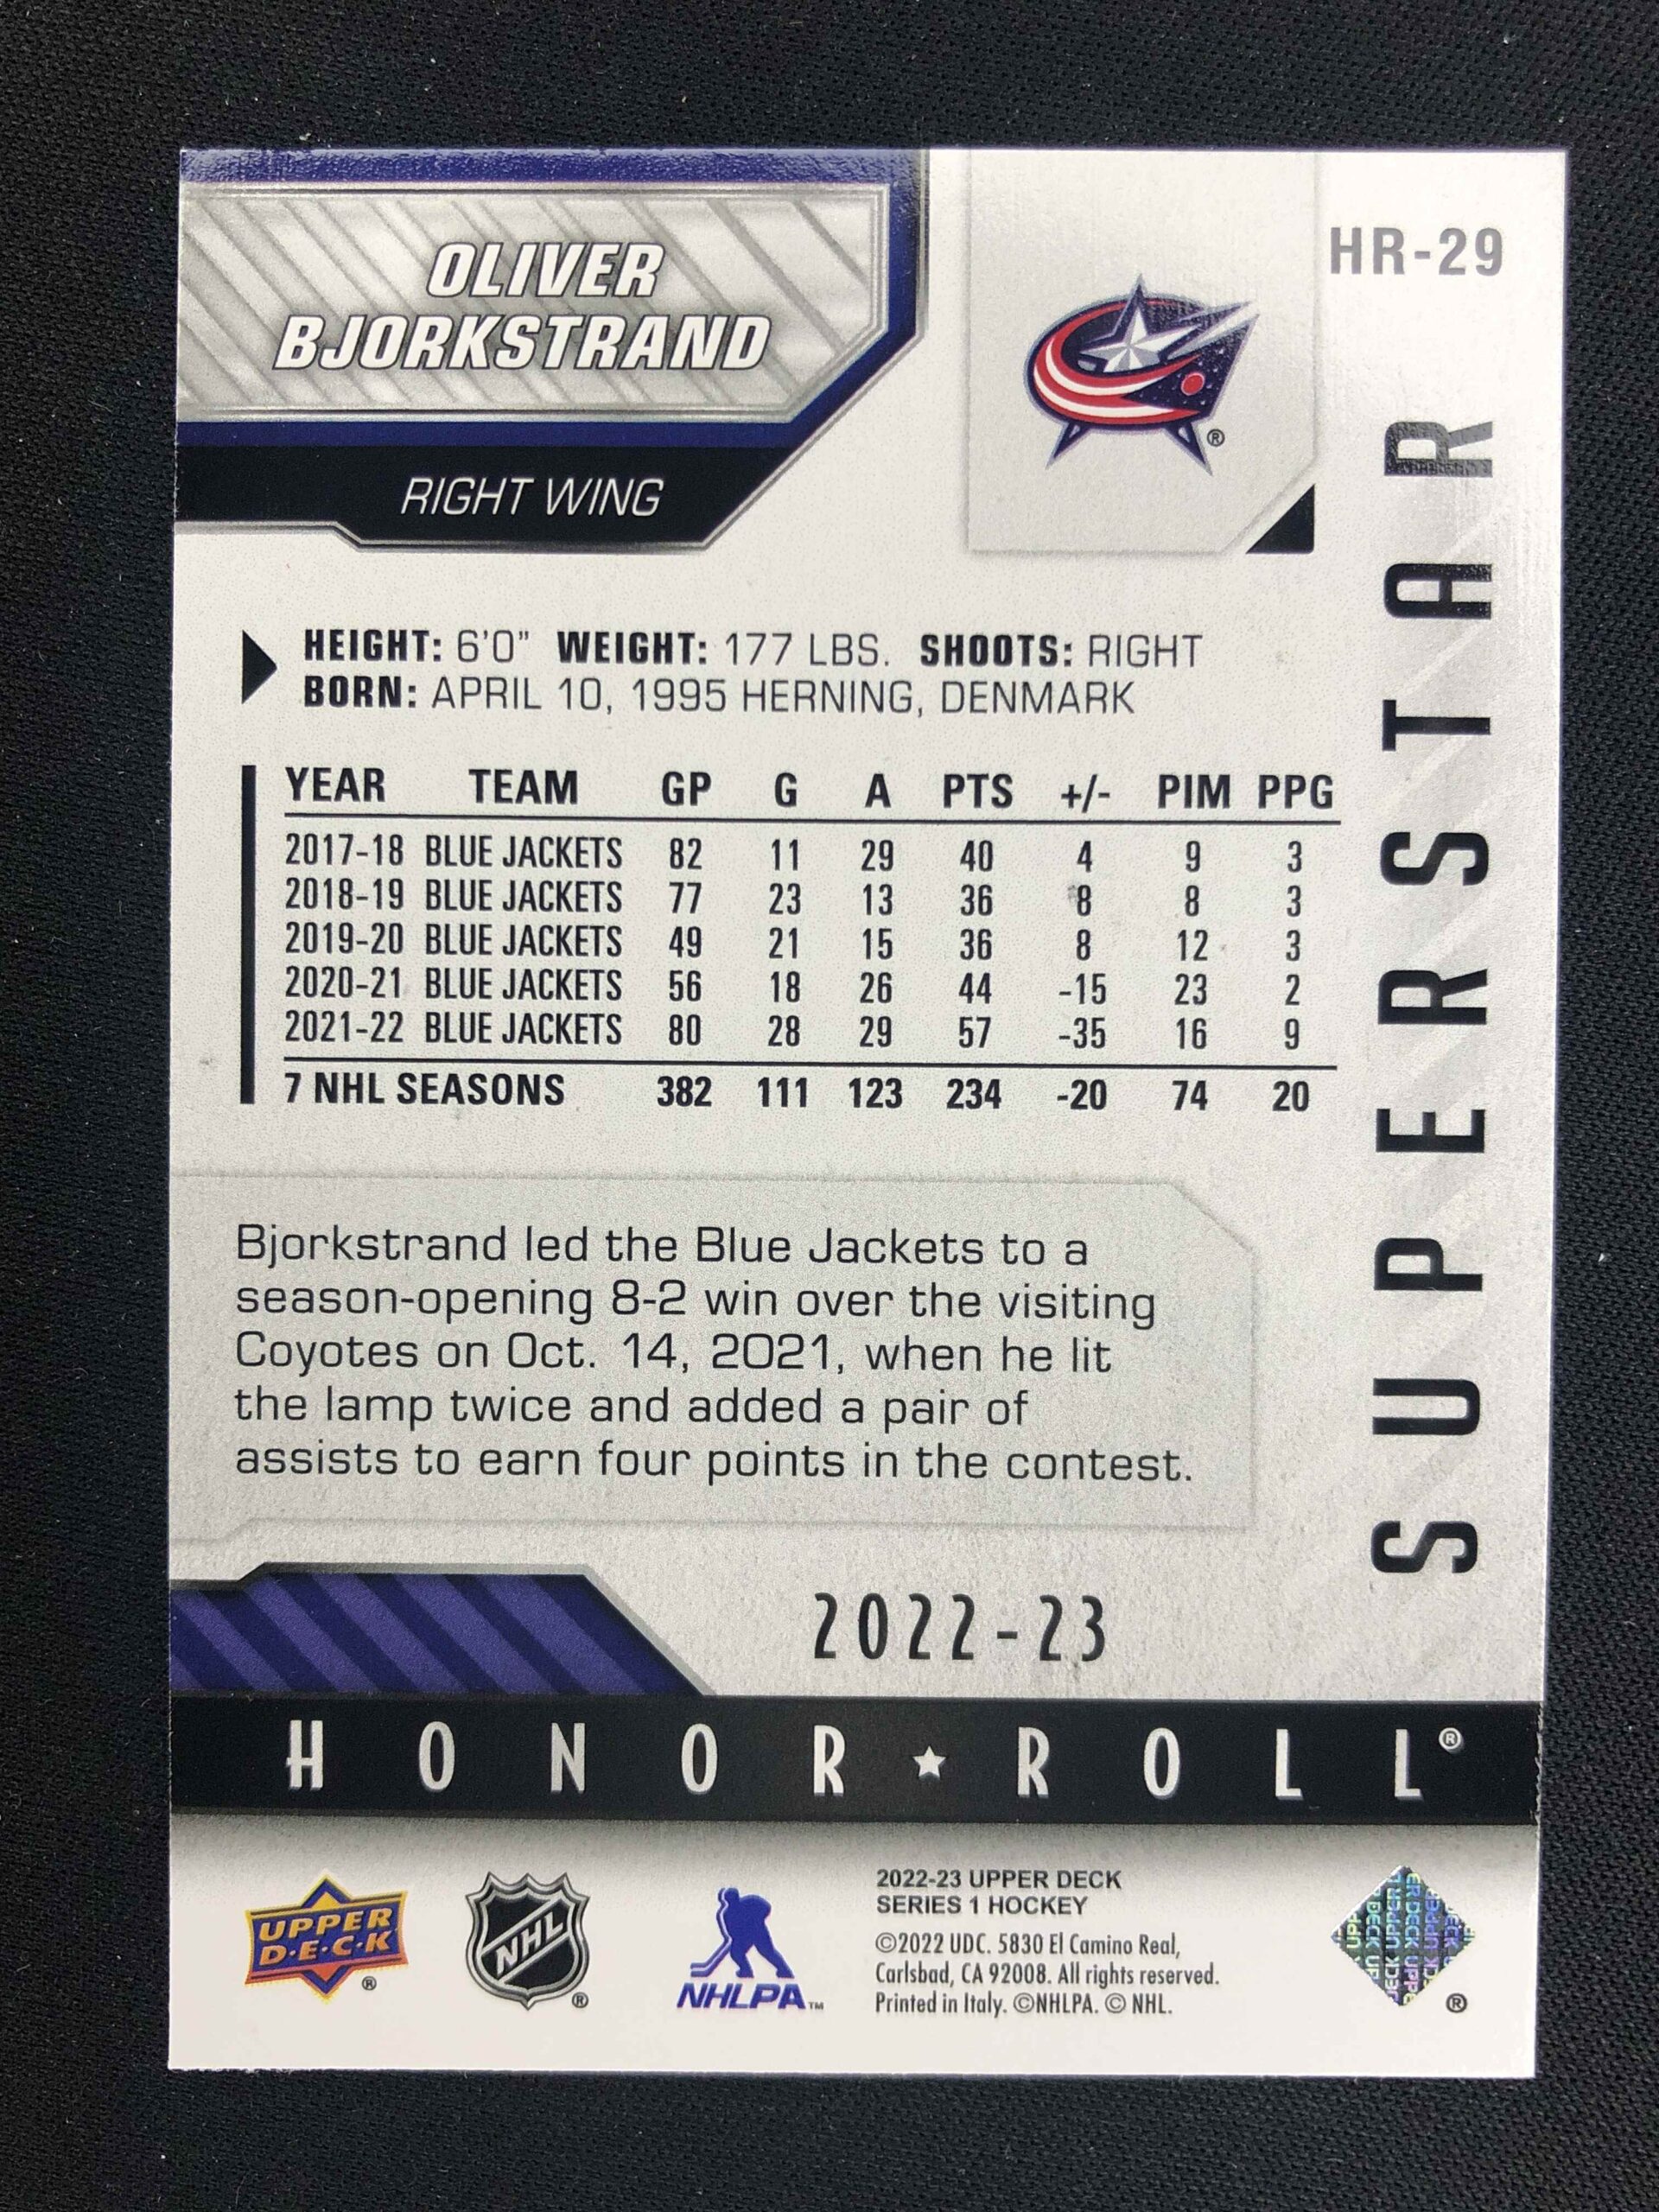 OLIVER
BJORKSTRAND
RIGHT WING
HR-29
®
SUPERSTAR
HEIGHT: 6'0" WEIGHT: 177 LBS. SHOOTS: RIGHT
BORN: APRIL 10, 1995 HERNING, DENMARK
YEAR TEAM GP G A PTS +/- PIM PPG
2017-18 BLUE JACKETS 82 11 29 40 4 9 3
2018-19 BLUE JACKETS 77 23 13 36 8 8 3
2019-20 BLUE JACKETS 49 21 15 36 8 12 3
2020-21 BLUE JACKETS 56 18 26 44 -15 23 2
2021-22 BLUE JACKETS 80 28 29 57 -35 16 9
7 NHL SEASONS 382 111 123 234 -20 74 20
Bjorkstrand led the Blue Jackets to a
season-opening 8-2 win over the visiting
Coyotes on Oct. 14, 2021, when he lit
the lamp twice and added a pair of
assists to earn four points in the contest.
2022-23
HONOR★ROLL®
UPPER
D·E·C·K
®
NHL
®
NHLPA™
2022-23 UPPER DECK
SERIES 1 HOCKEY
©2022 UDC. 5830 El Camino Real,
Carlsbad, CA 92008. All rights reserved.
Printed in Italy. ©NHLPA. © NHL.
®